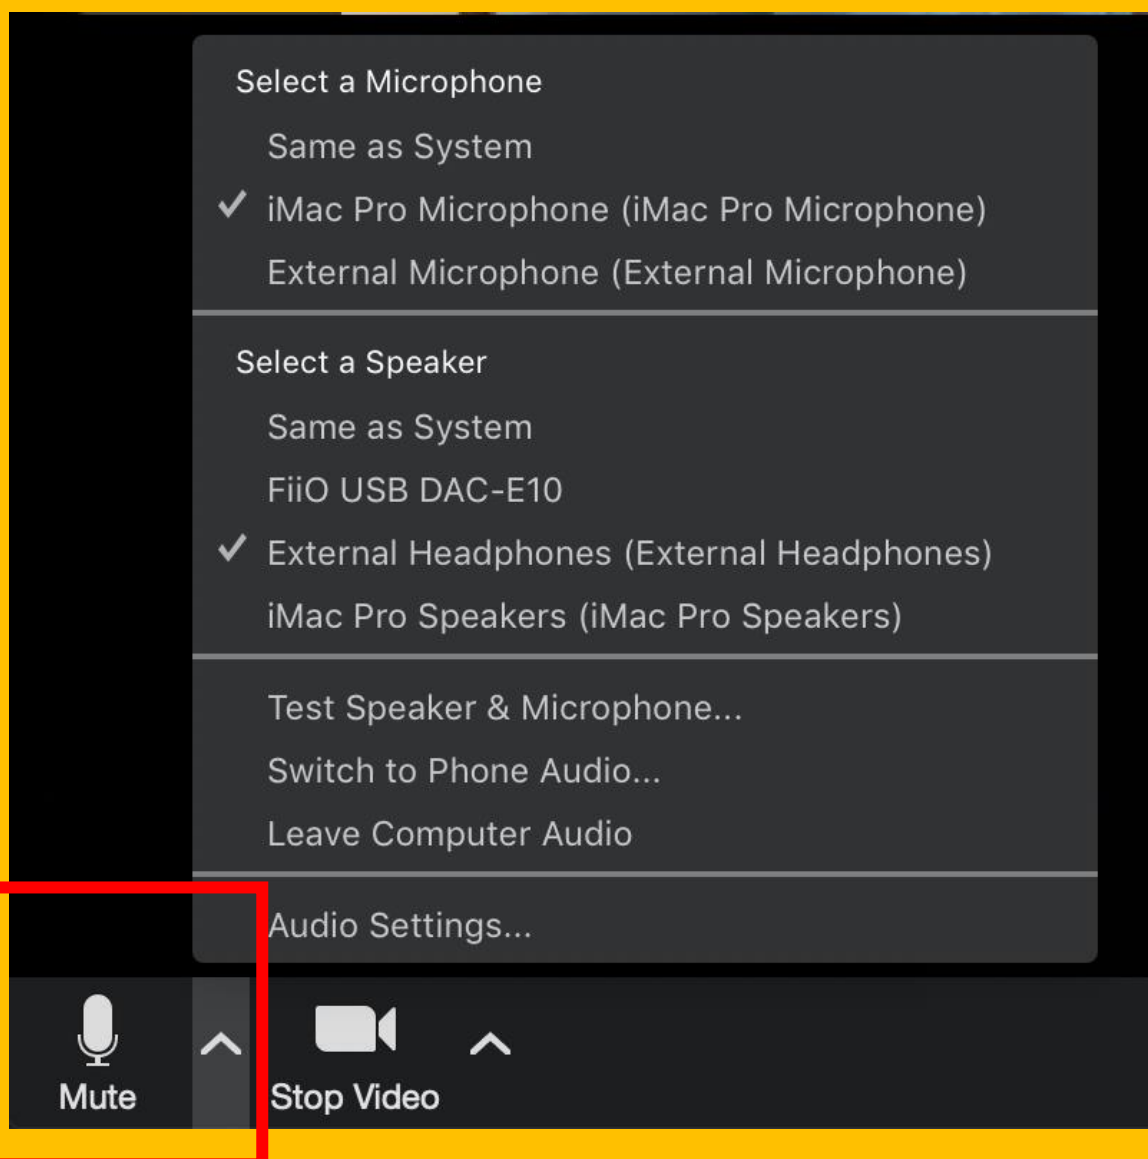 Select a Microphone
Same as System
iMac Pro Microphone (iMac Pro Microphone)
External Microphone (External Microphone)
Select a Speaker
Same as System
FiiO USB DAC-E10
External Headphones (External Headphones)
iMac Pro Speakers (iMac Pro Speakers)
Test Speaker & Microphone...
Switch to Phone Audio...
Leave Computer Audio
Audio Settings...
Mute
Stop Video